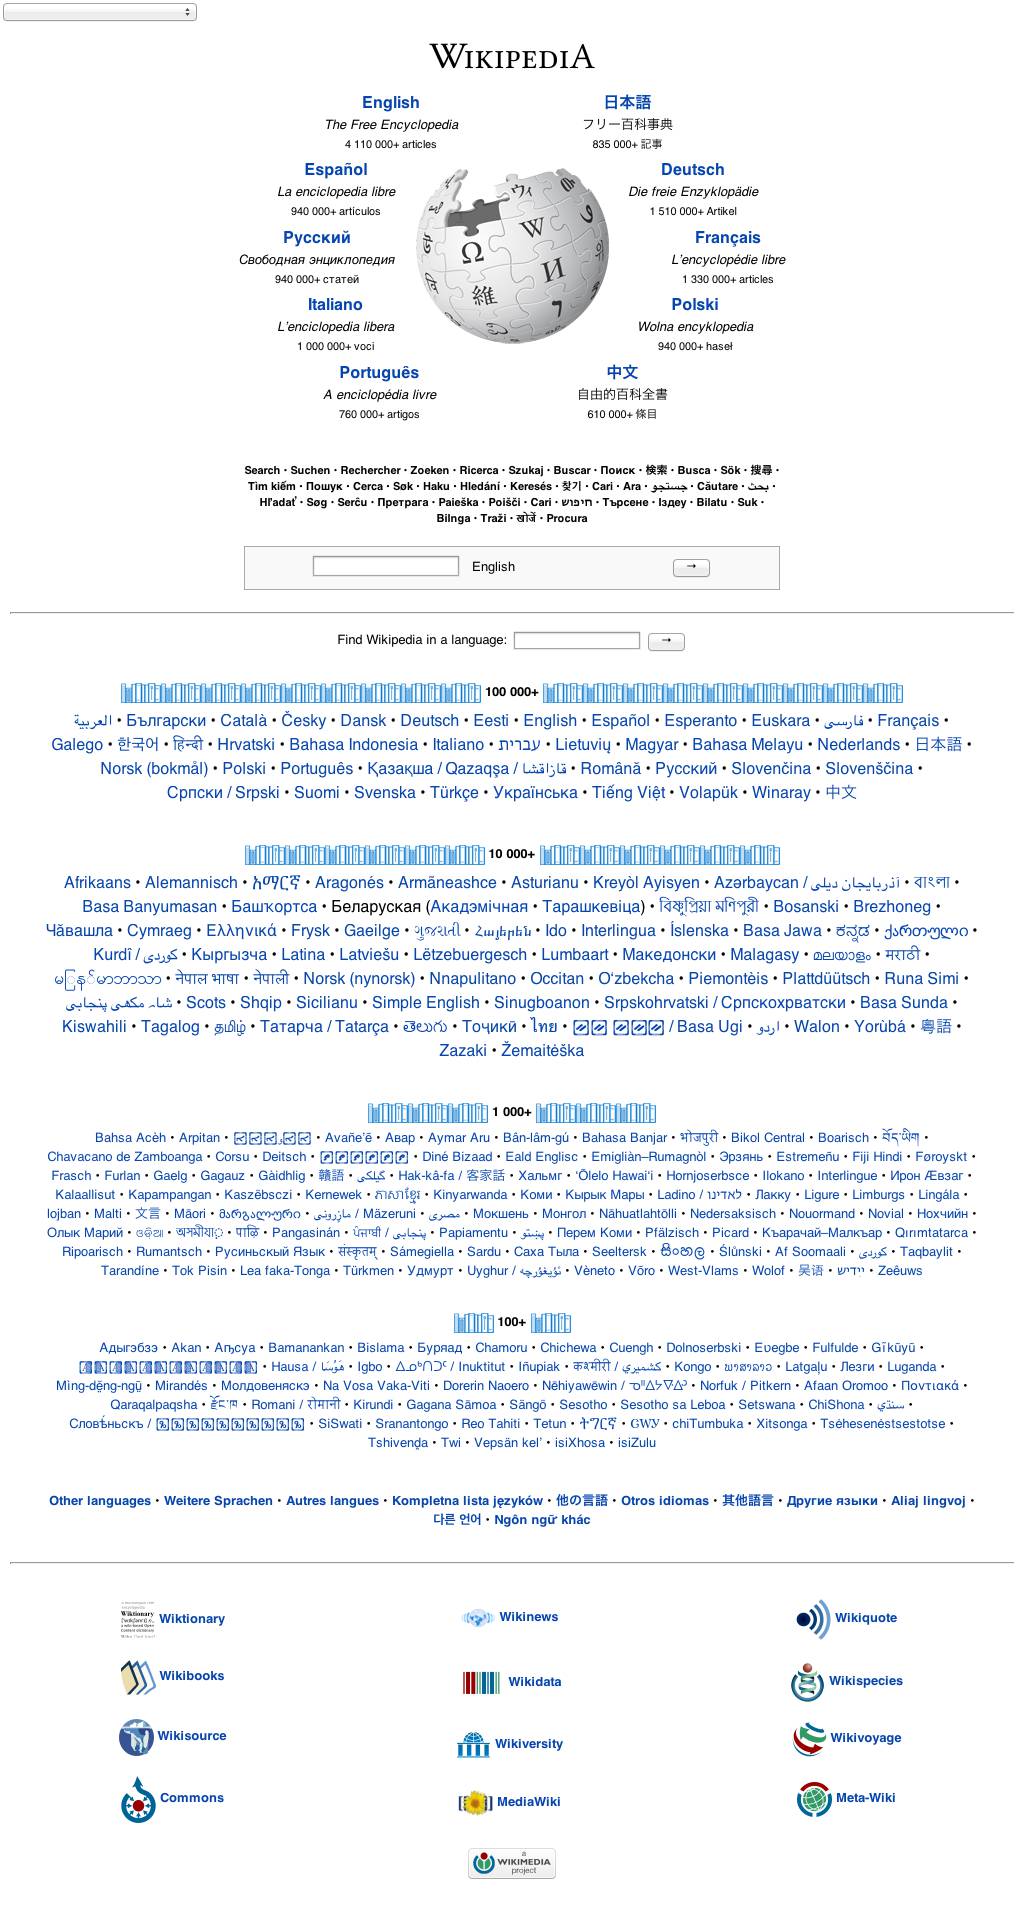 WIKIPEDIA
English 日本語
The Free Encyclopedia フリー百科事典
4 110 000+ articles 835 000+ 記事
Español Deutsch
La enciclopedia libre Die freie Enzyklopädie
940 000+ artículos 1 510 000+ Artikel
Русский Français
Свободная энциклопедия L'encyclopédie libre
940 000+ статей 1 330 000+ articles
Italiano Polski
L'enciclopedia libera Wolna encyklopedia
1 000 000+ voci 940 000+ haseł
Português 中文
A enciclopédia livre 自由的百科全書
760 000+ artigos 610 000+ 條目
Search • Suchen • Rechercher • Zoeken • Ricerca • Szukaj • Buscar • Поиск • 検索 • Busca • Sök • 搜尋 •
Tìm kiếm • Пошук • Cerca • Søk • Haku • Hledání • Keresés • 찾기 • Cari • Ara • جستجو • Căutare • بحث •
Hľadať • Søg • Serĉu • Претрага • Paieška • Poišči • Cari • חיפוש • Търсене • Іздеу • Bilatu • Suk •
Bilnga • Traži • खोजें • Procura
English →
Find Wikipedia in a language: →
100 000+
العربية • Български • Català • Česky • Dansk • Deutsch • Eesti • English • Español • Esperanto • Euskara • فارسی • Français •
Galego • 한국어 • हिन्दी • Hrvatski • Bahasa Indonesia • Italiano • עברית • Lietuvių • Magyar • Bahasa Melayu • Nederlands • 日本語 •
Norsk (bokmål) • Polski • Português • Қазақша / Qazaqşa / قازاقشا • Română • Русский • Slovenčina • Slovenščina •
Српски / Srpski • Suomi • Svenska • Türkçe • Українська • Tiếng Việt • Volapük • Winaray • 中文
10 000+
Afrikaans • Alemannisch • አማርኛ • Aragonés • Armãneashce • Asturianu • Kreyòl Ayisyen • Azərbaycan / آذربايجان ديلی • বাংলা •
Basa Banyumasan • Башҡортса • Беларуская (Акадэмічная • Тарашкевіца) • বিষ্ণুপ্রিয়া মণিপুরী • Bosanski • Brezhoneg •
Чӑвашла • Cymraeg • Ελληνικά • Frysk • Gaeilge • ગુજરાતી • Հայերեն • Ido • Interlingua • Íslenska • Basa Jawa • ಕನ್ನಡ • ქართული •
Kurdî / كوردی • Кыргызча • Latina • Latviešu • Lëtzebuergesch • Lumbaart • Македонски • Malagasy • മലയാളം • मराठी •
မြန်မာဘာသာ • नेपाल भाषा • नेपाली • Norsk (nynorsk) • Nnapulitano • Occitan • O‘zbekcha • Piemontèis • Plattdüütsch • Runa Simi •
شاہ مکھی پنجابی • Scots • Shqip • Sicilianu • Simple English • Sinugboanon • Srpskohrvatski / Српскохрватски • Basa Sunda •
Kiswahili • Tagalog • தமிழ் • Татарча / Tatarça • తెలుగు • Тоҷикӣ • ไทย • / Basa Ugi • اردو • Walon • Yorùbá • 粵語 •
Zazaki • Žemaitėška
1 000+
Bahsa Acèh • Arpitan • Avañe’ẽ • Авар • Aymar Aru • Bân-lâm-gú • Bahasa Banjar • भोजपुरी • Bikol Central • Boarisch • བོད་ཡིག •
Chavacano de Zamboanga • Corsu • Deitsch • Diné Bizaad • Eald Englisc • Emigliàn–Rumagnòl • Эрзянь • Estremeñu • Fiji Hindi • Føroyskt •
Frasch • Furlan • Gaelg • Gagauz • Gàidhlig • 贛語 • گیلکی • Hak-kâ-fa / 客家話 • Хальмг • ‘Ōlelo Hawai‘i • Hornjoserbsce • Ilokano • Interlingue • Ирон Æвзаг •
Kalaallisut • Kapampangan • Kaszëbsczi • Kernewek • ភាសាខ្មែរ • Kinyarwanda • Коми • Кырык Мары • Ladino / לאדינו • Лакку • Ligure • Limburgs • Lingála •
lojban • Malti • 文言 • Māori • მარგალური • مازِرونی / Mäzeruni • مصرى • Мокшень • Монгол • Nāhuatlahtōlli • Nedersaksisch • Nouormand • Novial • Нохчийн •
Олык Марий • ଓଡ଼ିଆ • অসমীযা় • पाऴि • Pangasinán • ਪੰਜਾਬੀ / پنجابی • Papiamentu • پښتو • Перем Коми • Pfälzisch • Picard • Къарачай–Малкъар • Qırımtatarca •
Ripoarisch • Rumantsch • Русиньскый Язык • संस्कृतम् • Sámegiella • Sardu • Саха Тыла • Seeltersk • සිංහල • Ślůnski • Af Soomaali • کوردی • Taqbaylit •
Tarandíne • Tok Pisin • Lea faka-Tonga • Türkmen • Удмурт • Uyghur / ئۇيغۇرچه • Vèneto • Võro • West-Vlams • Wolof • 吴语 • ייִדיש • Zeêuws
100+
Адыгэбзэ • Akan • Аҧсуа • Bamanankan • Bislama • Буряад • Chamoru • Chichewa • Cuengh • Dolnoserbski • Eʋegbe • Fulfulde • Gĩkũyũ •
• Hausa / هَوُسَا • Igbo • ᐃᓄᒃᑎᑐᑦ / Inuktitut • Iñupiak • कश्मीरी / كشميري • Kongo • ພາສາລາວ • Latgaļu • Лезги • Luganda •
Mìng-dĕ̤ng-ngṳ̄ • Mirandés • Молдовеняскэ • Na Vosa Vaka-Viti • Dorerin Naoero • Nēhiyawēwin / ᓀᐦᐃᔭᐍᐏᐣ • Norfuk / Pitkern • Afaan Oromoo • Ποντιακά •
Qaraqalpaqsha • རྫོང་ཁ • Romani / रोमानी • Kirundi • Gagana Sāmoa • Sängö • Sesotho • Sesotho sa Leboa • Setswana • ChiShona • سنڌي •
Словѣ́ньскъ / • SiSwati • Sranantongo • Reo Tahiti • Tetun • ትግርኛ • ᏣᎳᎩ • chiTumbuka • Xitsonga • Tsėhesenėstsestotse •
Tshivenḓa • Twi • Vepsän kel’ • isiXhosa • isiZulu
Other languages • Weitere Sprachen • Autres langues • Kompletna lista języków • 他の言語 • Otros idiomas • 其他語言 • Другие языки • Aliaj lingvoj •
다른 언어 • Ngôn ngữ khác
Wiktionary Wikinews Wikiquote
Wikibooks Wikidata Wikispecies
Wikisource Wikiversity Wikivoyage
Commons MediaWiki Meta-Wiki
a
WIKIMEDIA
project